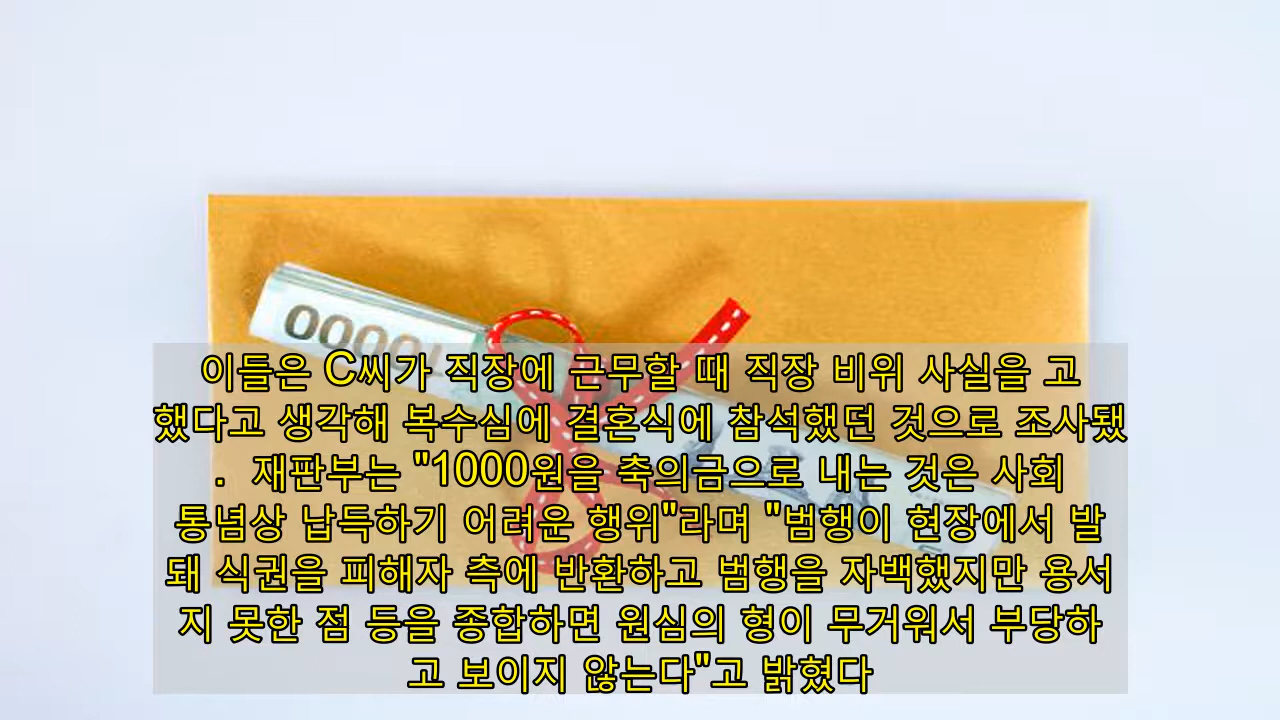 0000
이들은 C씨가 직장에 근무할 때 직장 비위 사실을 고
했다고 생각해 복수심에 결혼식에 참석했던 것으로 조사됐
. 재판부는 "1000원을 축의금으로 내는 것은 사회
통념상 납득하기 어려운 행위"라며 "범행이 현장에서 발
돼 식권을 피해자 측에 반환하고 범행을 자백했지만 용서
지 못한 점 등을 종합하면 원심의 형이 무거워서 부당하
고 보이지 않는다"고 밝혔다